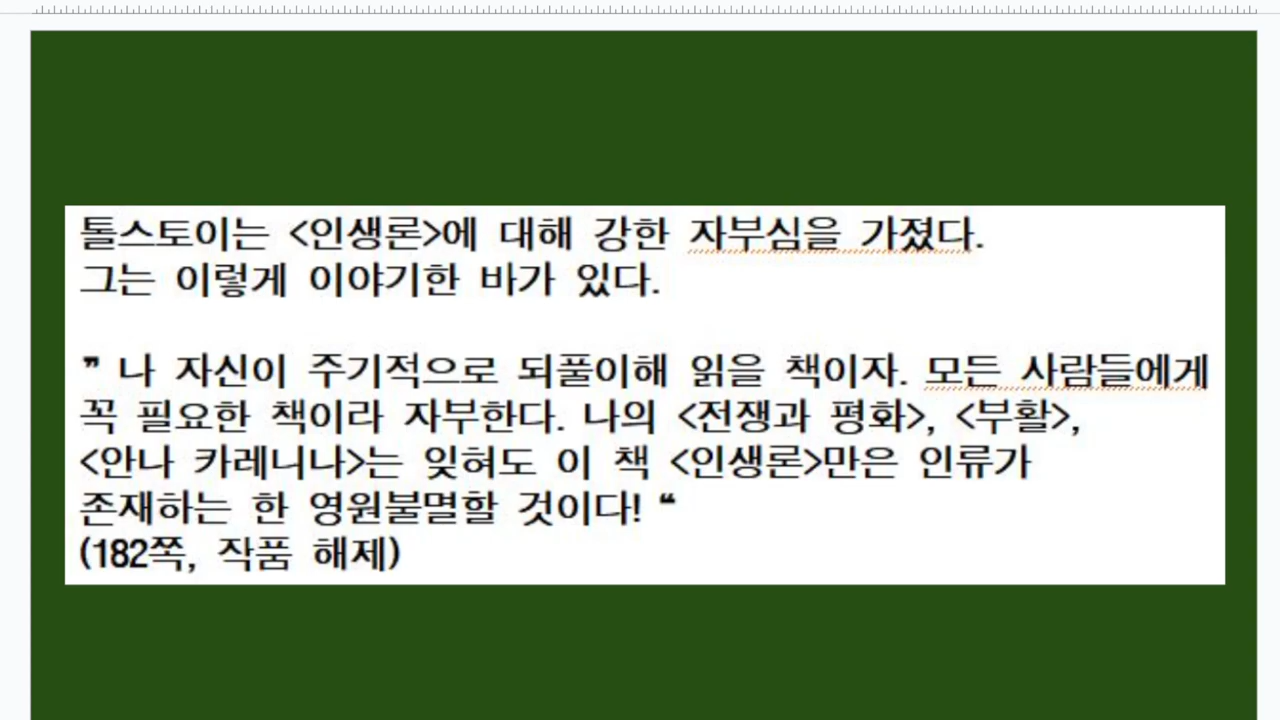 톨스토이는 <인생론>에 대해 강한 자부심을 가졌다.
그는 이렇게 이야기한 바가 있다.
❞ 나 자신이 주기적으로 되풀이해 읽을 책이자. 모든 사람들에게
꼭 필요한 책이라 자부한다. 나의 <전쟁과 평화>, <부활>,
<안나 카레니나>는 잊혀도 이 책 <인생론>만은 인류가
존재하는 한 영원불멸할 것이다! ❝
(182쪽, 작품 해제)